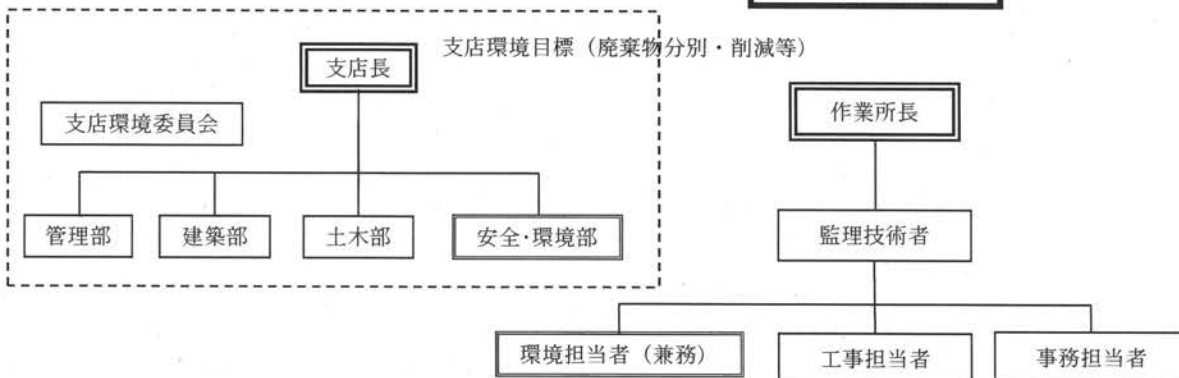 支店環境目標（廃棄物分別・削減等）
支店長
支店環境委員会
作業所長
管理部
建築部
土木部
安全・環境部
監理技術者
環境担当者（兼務）
工事担当者
事務担当者